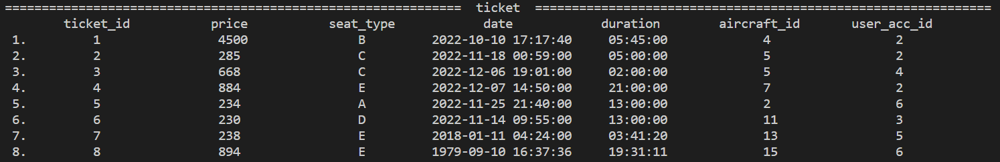 ============================================================== ticket ==============================================================
ticket_id price seat_type date duration aircraft_id user_acc_id
1. 1 4500 B 2022-10-10 17:17:40 05:45:00 4 2
2. 2 285 C 2022-11-18 00:59:00 05:00:00 5 2
3. 3 668 C 2022-12-06 19:01:00 02:00:00 5 4
4. 4 884 E 2022-12-07 14:50:00 21:00:00 7 2
5. 5 234 A 2022-11-25 21:40:00 13:00:00 2 6
6. 6 230 D 2022-11-14 09:55:00 13:00:00 11 3
7. 7 238 E 2018-01-11 04:24:00 03:41:20 13 5
8. 8 894 E 1979-09-10 16:37:36 19:31:11 15 6